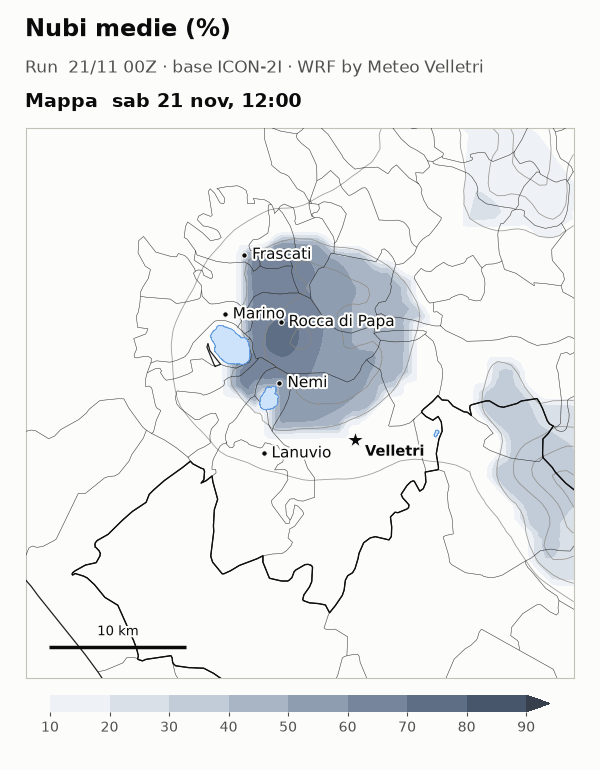 Nubi medie (%)
Run  21/11 00Z · base ICON-2I · WRF by Meteo Velletri
Mappa  sab 21 nov, 12:00
Frascati
Marino
Rocca di Papa
Nemi
Velletri
Lanuvio
10 km
10 20 30 40 50 60 70 80 90